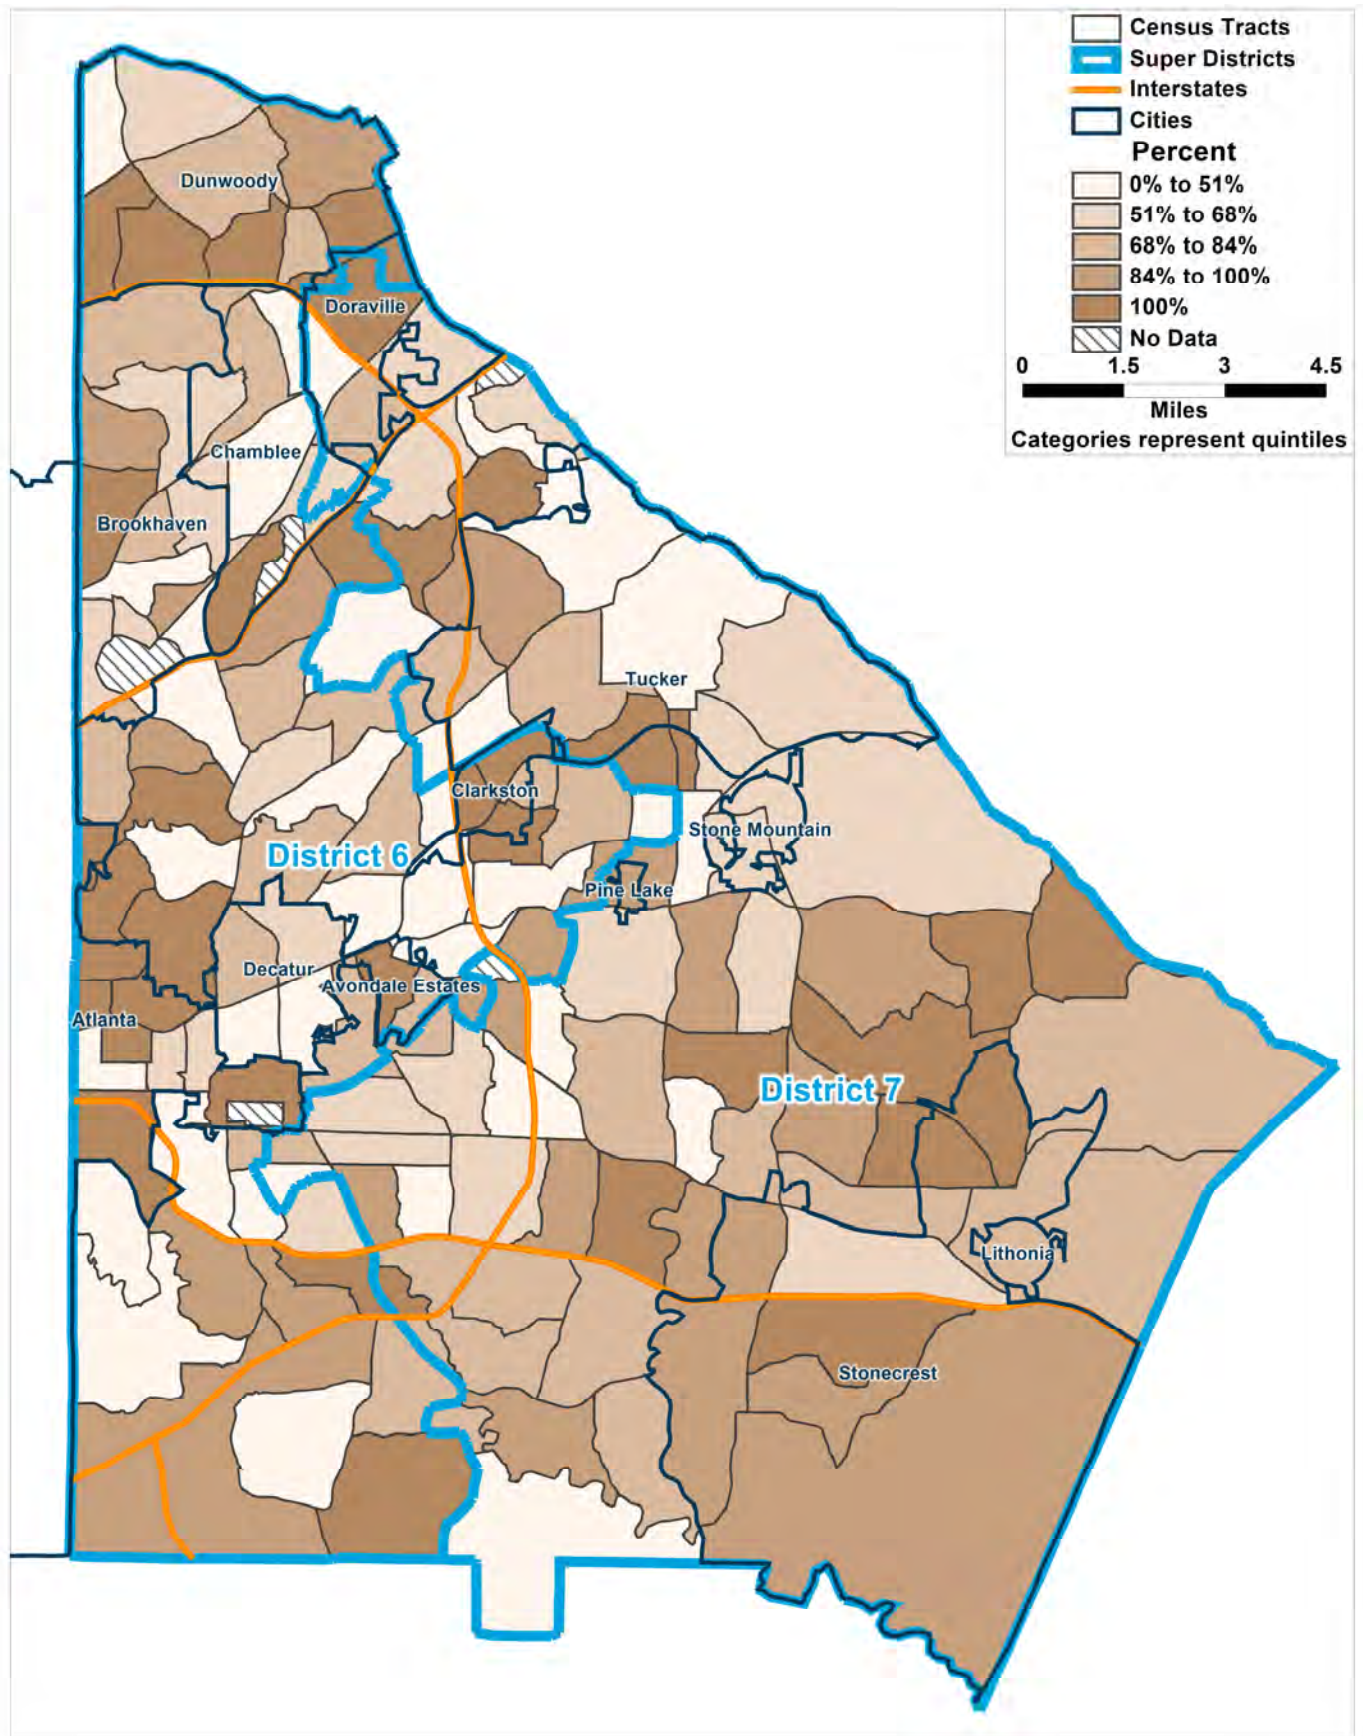 Census Tracts
Super Districts
Interstates
Cities
Percent
0% to 51%
51% to 68%
68% to 84%
84% to 100%
100%
No Data
0 1.5 3 4.5
Miles
Categories represent quintiles
Dunwoody
Doraville
Chamblee
Brookhaven
Tucker
Clarkston
Stone Mountain
District 6
Pine Lake
Decatur
Avondale Estates
Atlanta
District 7
Lithonia
Stonecrest